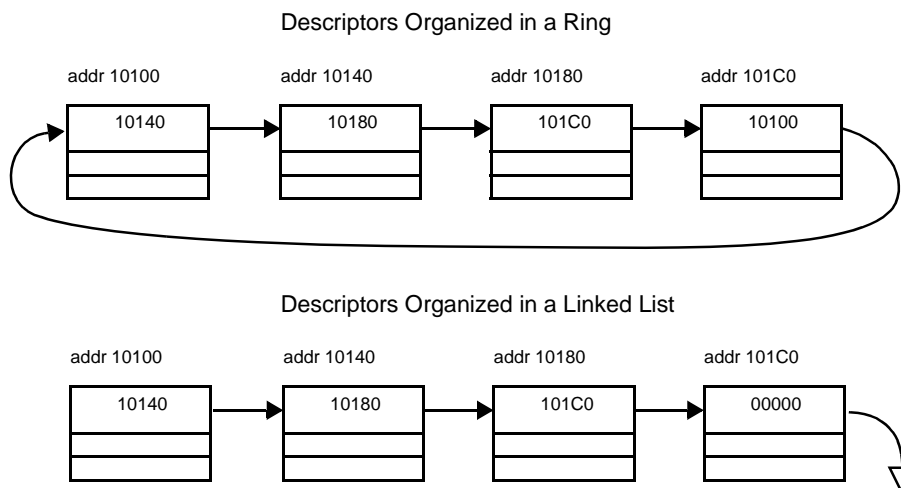 Descriptors Organized in a Ring
addr 10100 addr 10140 addr 10180 addr 101C0
10140 10180 101C0 10100
Descriptors Organized in a Linked List
addr 10100 addr 10140 addr 10180 addr 101C0
10140 10180 101C0 00000